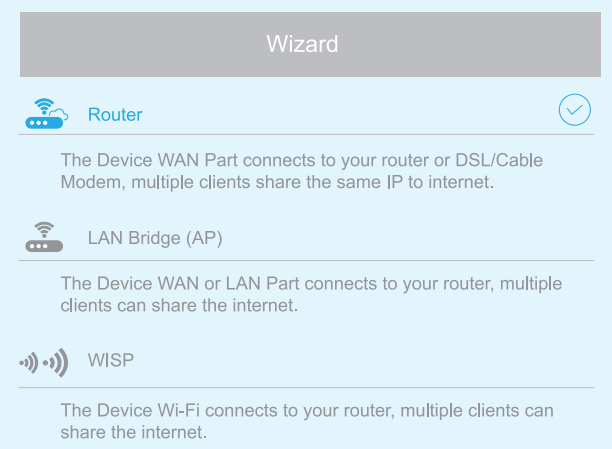 Wizard
Router
The Device WAN Part connects to your router or DSL/Cable
Modem, multiple clients share the same IP to internet.
LAN Bridge (AP)
The Device WAN or LAN Part connects to your router, multiple
clients can share the internet.
WISP
The Device Wi-Fi connects to your router, multiple clients can
share the internet.